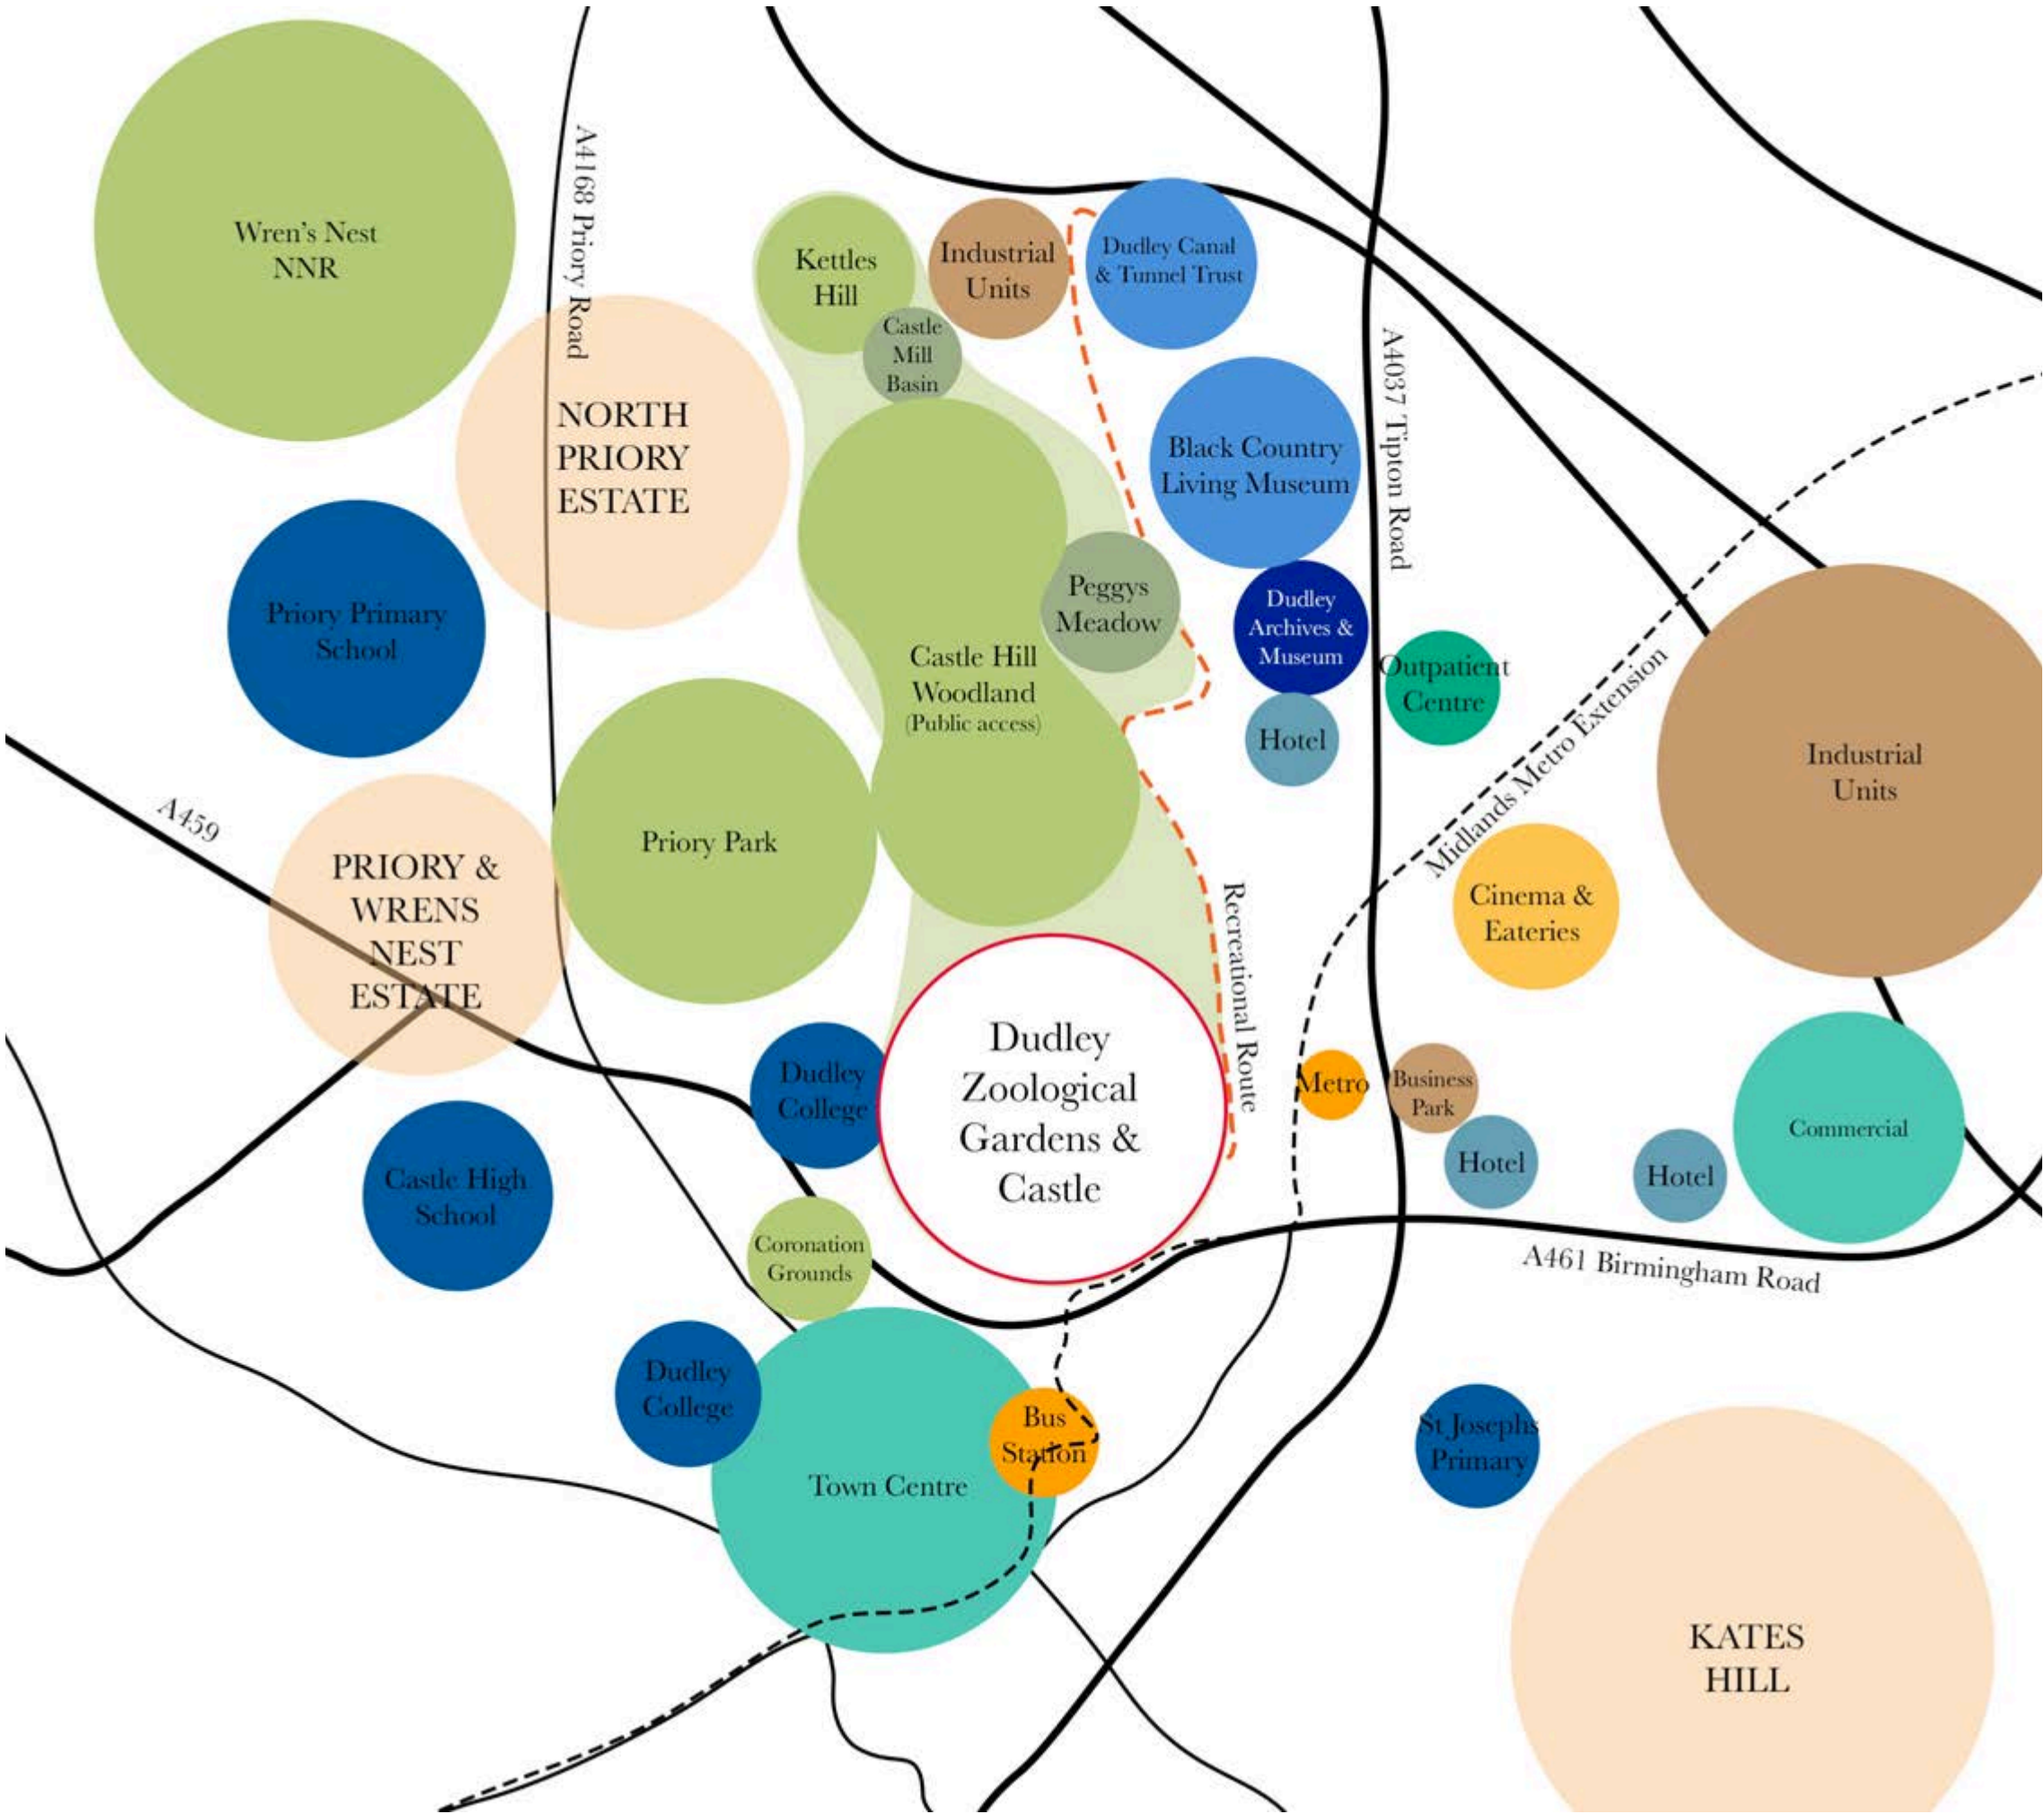 Wren's Nest
NNR
A4168 Priory Road
Kettles
Hill
Industrial
Units
Dudley Canal
& Tunnel Trust
Castle
Mill
Basin
NORTH
PRIORY
ESTATE
Black Country
Living Museum
A4037 Tipton Road
Priory Primary
School
Peggys
Meadow
Dudley
Archives &
Museum
Outpatient
Centre
Castle Hill
Woodland
(Public access)
Hotel
Midlands Metro Extension
Industrial
Units
A459
Priory Park
PRIORY &
WRENS
NEST
ESTATE
Cinema &
Eateries
Recreational Route
Dudley
Zoological
Gardens &
Castle
Dudley
College
Metro
Business
Park
Commercial
Hotel
Hotel
Castle High
School
Coronation
Grounds
A461 Birmingham Road
Dudley
College
Bus
Station
Town Centre
St Josephs
Primary
KATES
HILL